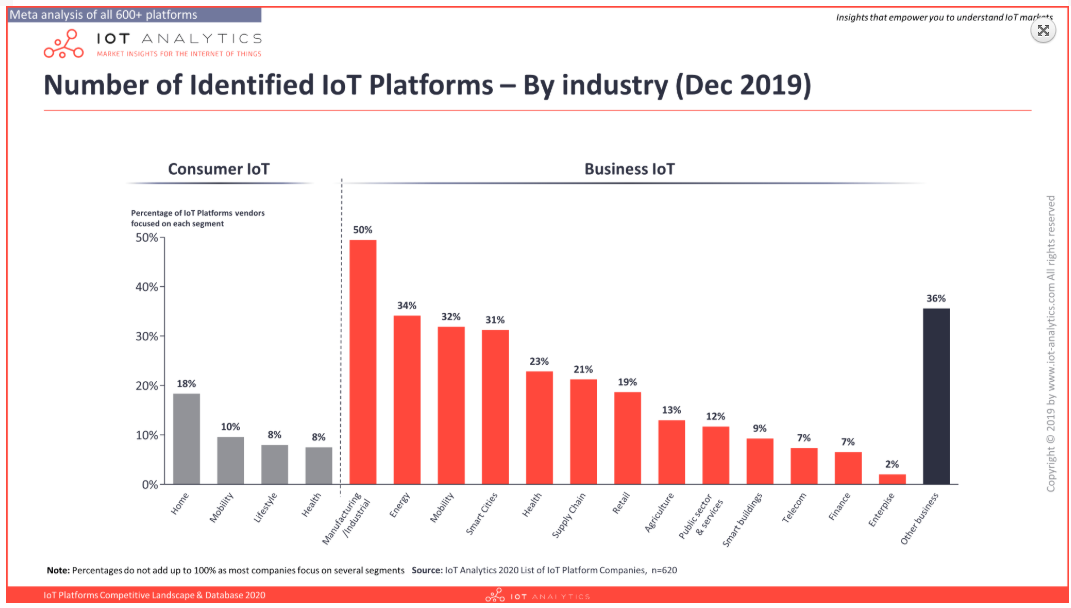 Meta analysis of all 600+ platforms
Insights that empower you to understand IoT markets
IOT ANALYTICS
MARKET INSIGHTS FOR THE INTERNET OF THINGS
Number of Identified IoT Platforms – By industry (Dec 2019)
Consumer IoT
Business IoT
Percentage of IoT Platforms vendors
focused on each segment
50%
40%
30%
20%
10%
0%
18%
10%
8%
8%
50%
34%
32%
31%
23%
21%
19%
13%
12%
9%
7%
7%
2%
36%
Home
Mobility
Lifestyle
Health
Manufacturing
/Industrial
Energy
Mobility
Smart Cities
Health
Supply Chain
Retail
Agriculture
Public sector
& services
Smart buildings
Telecom
Finance
Enterpise
Other business
Copyright © 2019 by www.iot-analytics.com All rights reserved
Note: Percentages do not add up to 100% as most companies focus on several segments Source: IoT Analytics 2020 List of IoT Platform Companies, n=620
IoT Platforms Competitive Landscape & Database 2020
IOT ANALYTICS